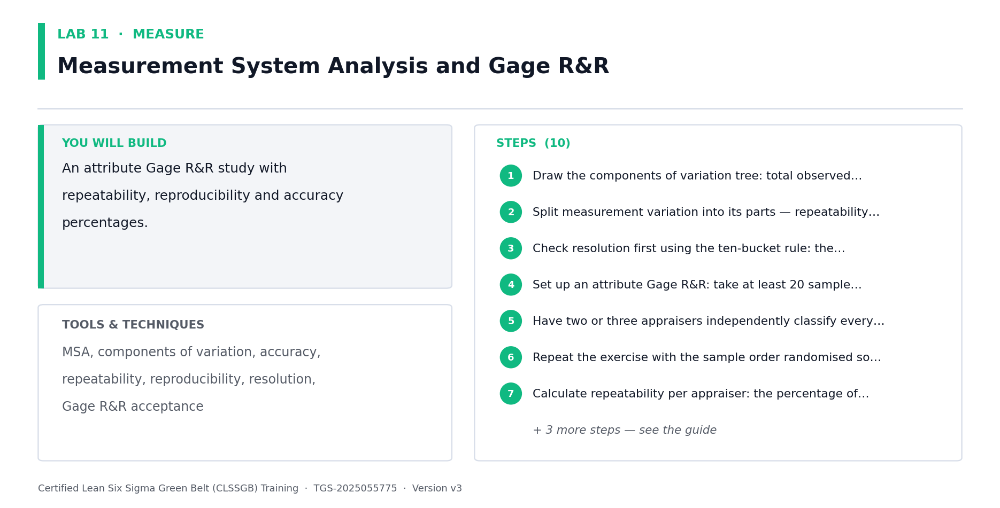 LAB 11 · MEASURE
Measurement System Analysis and Gage R&R
YOU WILL BUILD
An attribute Gage R&R study with
repeatability, reproducibility and accuracy
percentages.
TOOLS & TECHNIQUES
MSA, components of variation, accuracy,
repeatability, reproducibility, resolution,
Gage R&R acceptance
STEPS (10)
1 Draw the components of variation tree: total observed…
2 Split measurement variation into its parts — repeatability…
3 Check resolution first using the ten-bucket rule: the…
4 Set up an attribute Gage R&R: take at least 20 sample…
5 Have two or three appraisers independently classify every…
6 Repeat the exercise with the sample order randomised so…
7 Calculate repeatability per appraiser: the percentage of…
+ 3 more steps — see the guide
Certified Lean Six Sigma Green Belt (CLSSGB) Training · TGS-2025055775 · Version v3